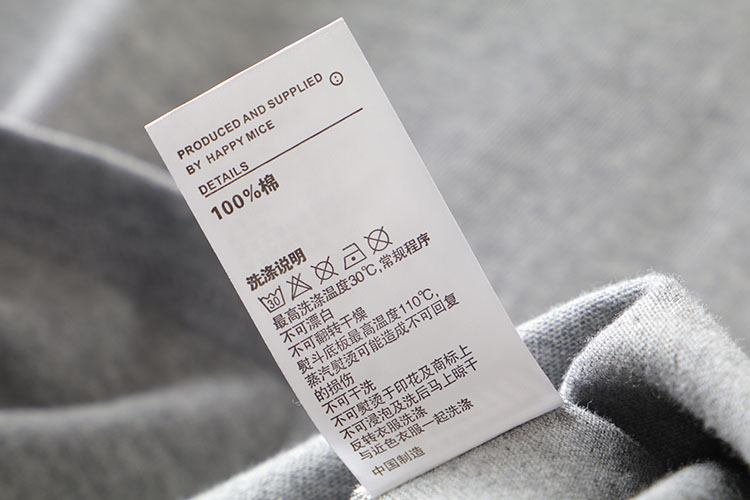 PRODUCED AND SUPPLIED
BY HAPPY MICE
DETAILS
100%棉
洗涤说明
30
最高洗涤温度30℃,常规程序
不可漂白
不可翻转干燥
熨斗底板最高温度110℃,
蒸汽熨烫可能造成不可回复
的损伤
不可干洗
不可熨烫于印花及商标上
不可浸泡及洗后马上晾干
反转衣服洗涤
与近色衣服一起洗涤
中国制造